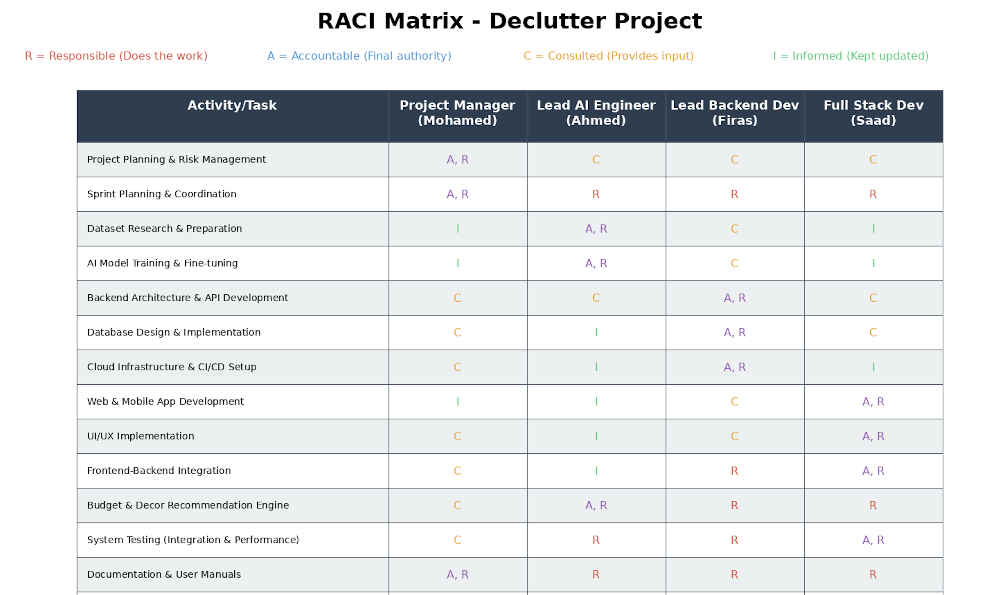 RACI Matrix - Declutter Project
R = Responsible (Does the work) A = Accountable (Final authority) C = Consulted (Provides input) I = Informed (Kept updated)
Activity/Task Project Manager (Mohamed) Lead AI Engineer (Ahmed) Lead Backend Dev (Firas) Full Stack Dev (Saad)
Project Planning & Risk Management A, R C C C
Sprint Planning & Coordination A, R R R R
Dataset Research & Preparation I A, R C I
AI Model Training & Fine-tuning I A, R C I
Backend Architecture & API Development C C A, R C
Database Design & Implementation C I A, R C
Cloud Infrastructure & CI/CD Setup C I A, R I
Web & Mobile App Development I I C A, R
UI/UX Implementation C I C A, R
Frontend-Backend Integration C I R A, R
Budget & Decor Recommendation Engine C A, R R R
System Testing (Integration & Performance) C R R A, R
Documentation & User Manuals A, R R R R